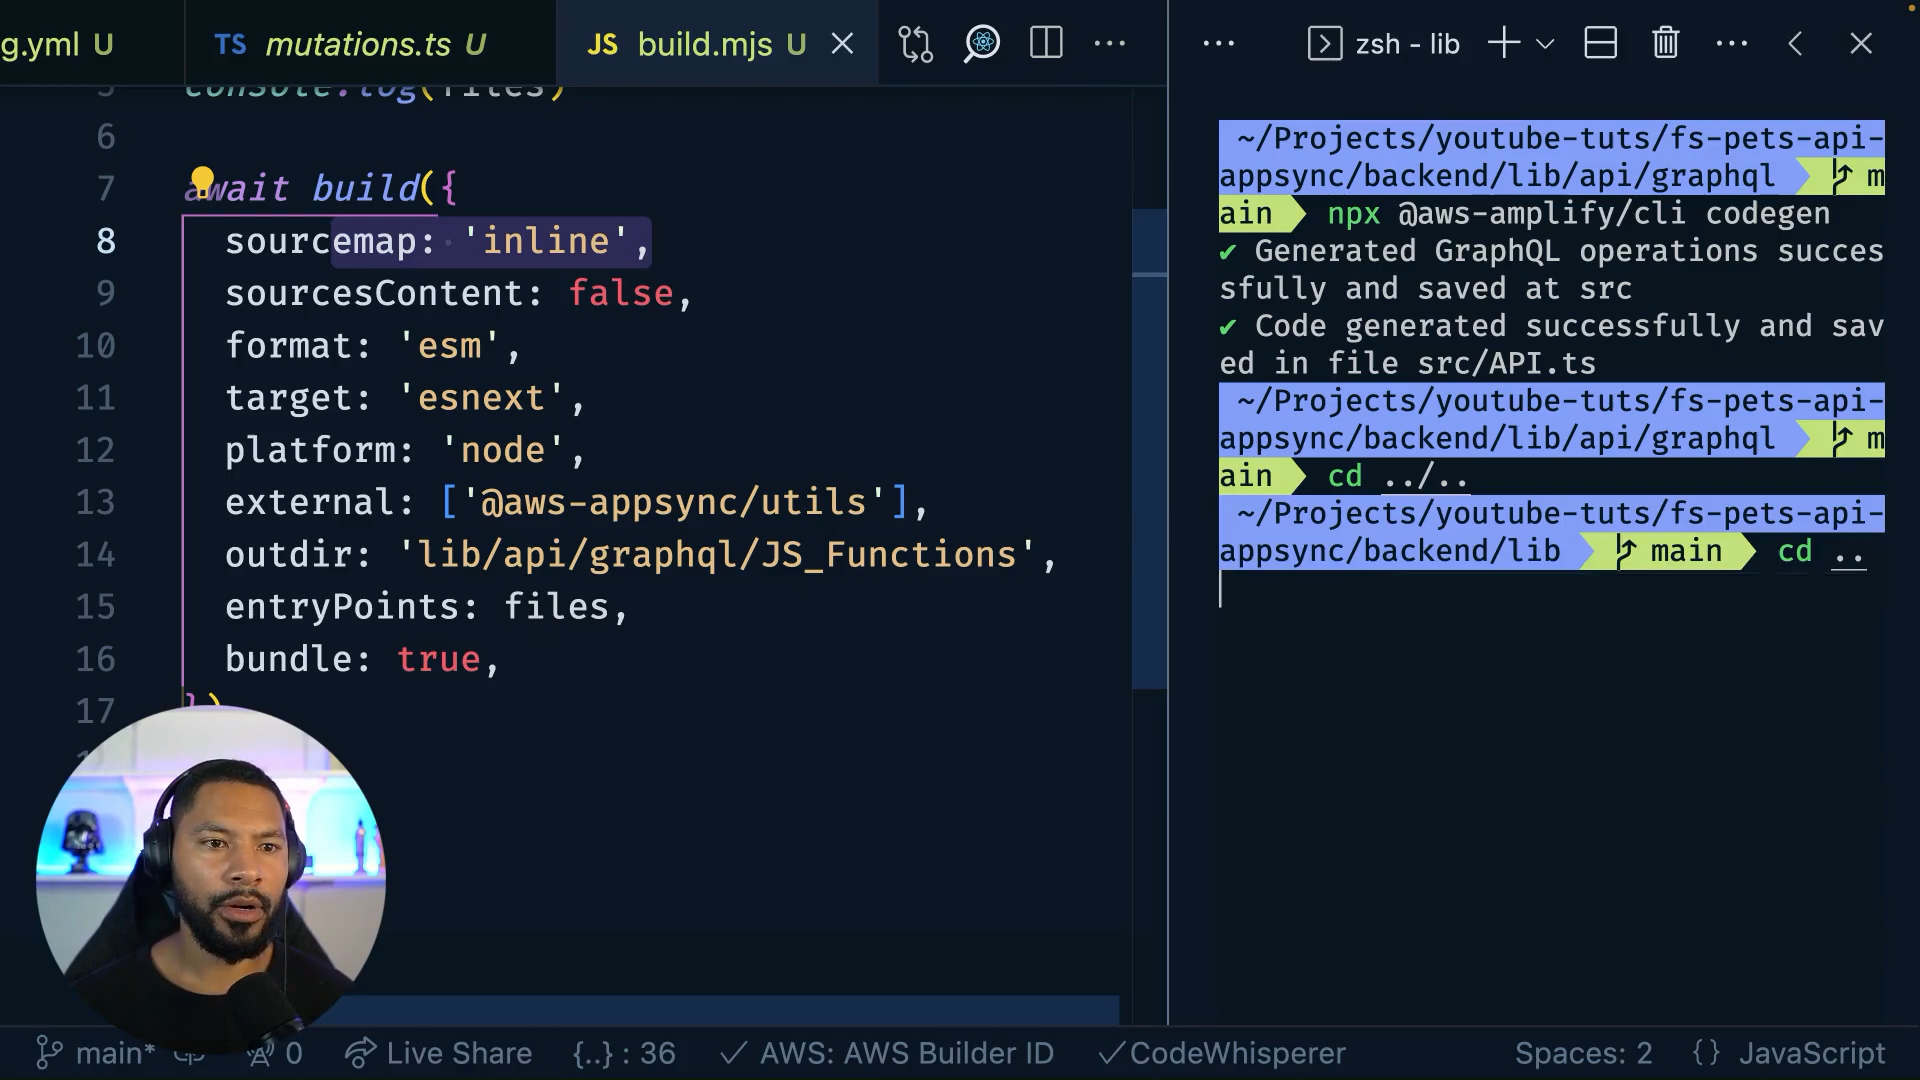 g.yml U
TS mutations.ts U
JS build.mjs U
zsh - lib
5 console.log(files)
6
7 await build({
8 sourcemap: 'inline',
9 sourcesContent: false,
10 format: 'esm',
11 target: 'esnext',
12 platform: 'node',
13 external: ['@aws-appsync/utils'],
14 outdir: 'lib/api/graphql/JS_Functions',
15 entryPoints: files,
16 bundle: true,
17 })
~/Projects/youtube-tuts/fs-pets-api-
appsync/backend/lib/api/graphql m
ain npx @aws-amplify/cli codegen
✔ Generated GraphQL operations succes
sfully and saved at src
✔ Code generated successfully and sav
ed in file src/API.ts
~/Projects/youtube-tuts/fs-pets-api-
appsync/backend/lib/api/graphql m
ain cd ../..
~/Projects/youtube-tuts/fs-pets-api-
appsync/backend/lib main cd ..
main* 0 Live Share {..} : 36 ✓ AWS: AWS Builder ID ✓CodeWhisperer Spaces: 2 {} JavaScript